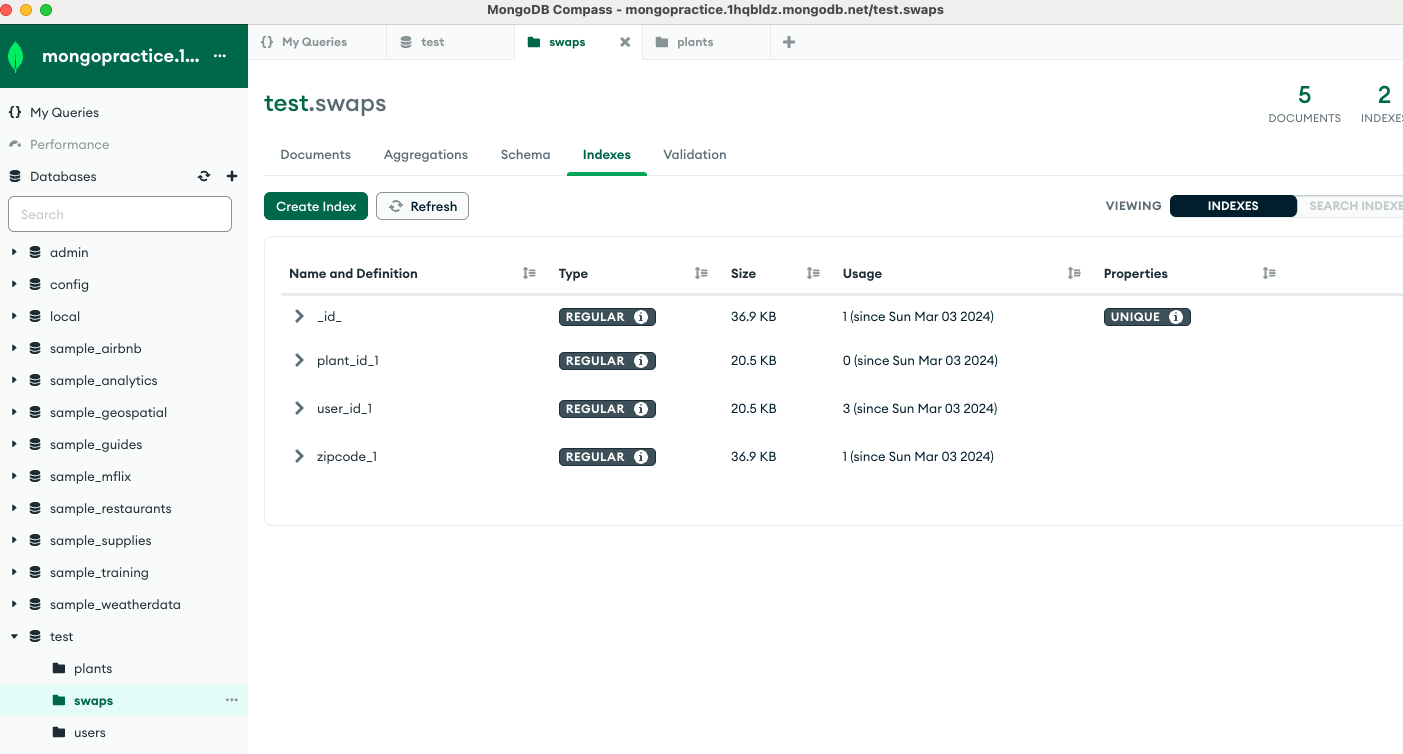 MongoDB Compass - mongopractice.1hqbldz.mongodb.net/test.swaps
mongopractice.1... ...
{} My Queries
Performance
Databases
Search
admin
config
local
sample_airbnb
sample_analytics
sample_geospatial
sample_guides
sample_mflix
sample_restaurants
sample_supplies
sample_training
sample_weatherdata
test
plants
swaps ...
users
{} My Queries test swaps plants
test.swaps
5 2
DOCUMENTS INDEXES
Documents Aggregations Schema Indexes Validation
Create Index Refresh VIEWING INDEXES SEARCH INDEXE
Name and Definition Type Size Usage Properties
_id_ REGULAR 36.9 KB 1 (since Sun Mar 03 2024) UNIQUE
plant_id_1 REGULAR 20.5 KB 0 (since Sun Mar 03 2024)
user_id_1 REGULAR 20.5 KB 3 (since Sun Mar 03 2024)
zipcode_1 REGULAR 36.9 KB 1 (since Sun Mar 03 2024)